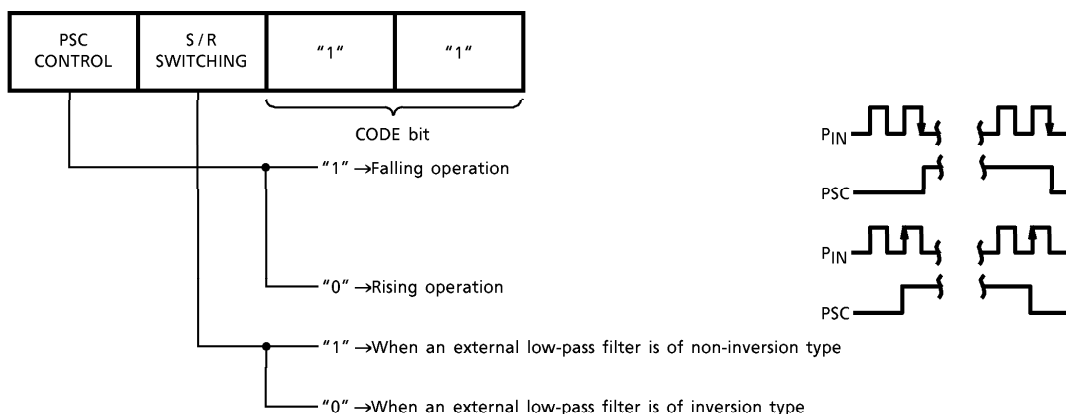 PSC CONTROL
S/R SWITCHING
"1"
"1"
CODE bit
"1" →Falling operation
"0" →Rising operation
"1" →When an external low-pass filter is of non-inversion type
"0" →When an external low-pass filter is of inversion type
PIN
PSC
PIN
PSC